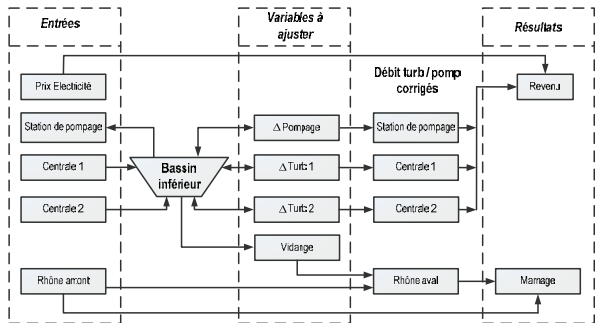 Entrées
Variables à
ajuster
Résultats
Débit turb / pomp
corrigés
Prix Electricité
Revenu
Station de pompage
Δ Pompage
Station de pompage
Centrale 1
Bassin
inférieur
Δ Turb 1
Centrale 1
Centrale 2
Δ Turb 2
Centrale 2
Vidange
Rhône amont
Rhône aval
Marnage